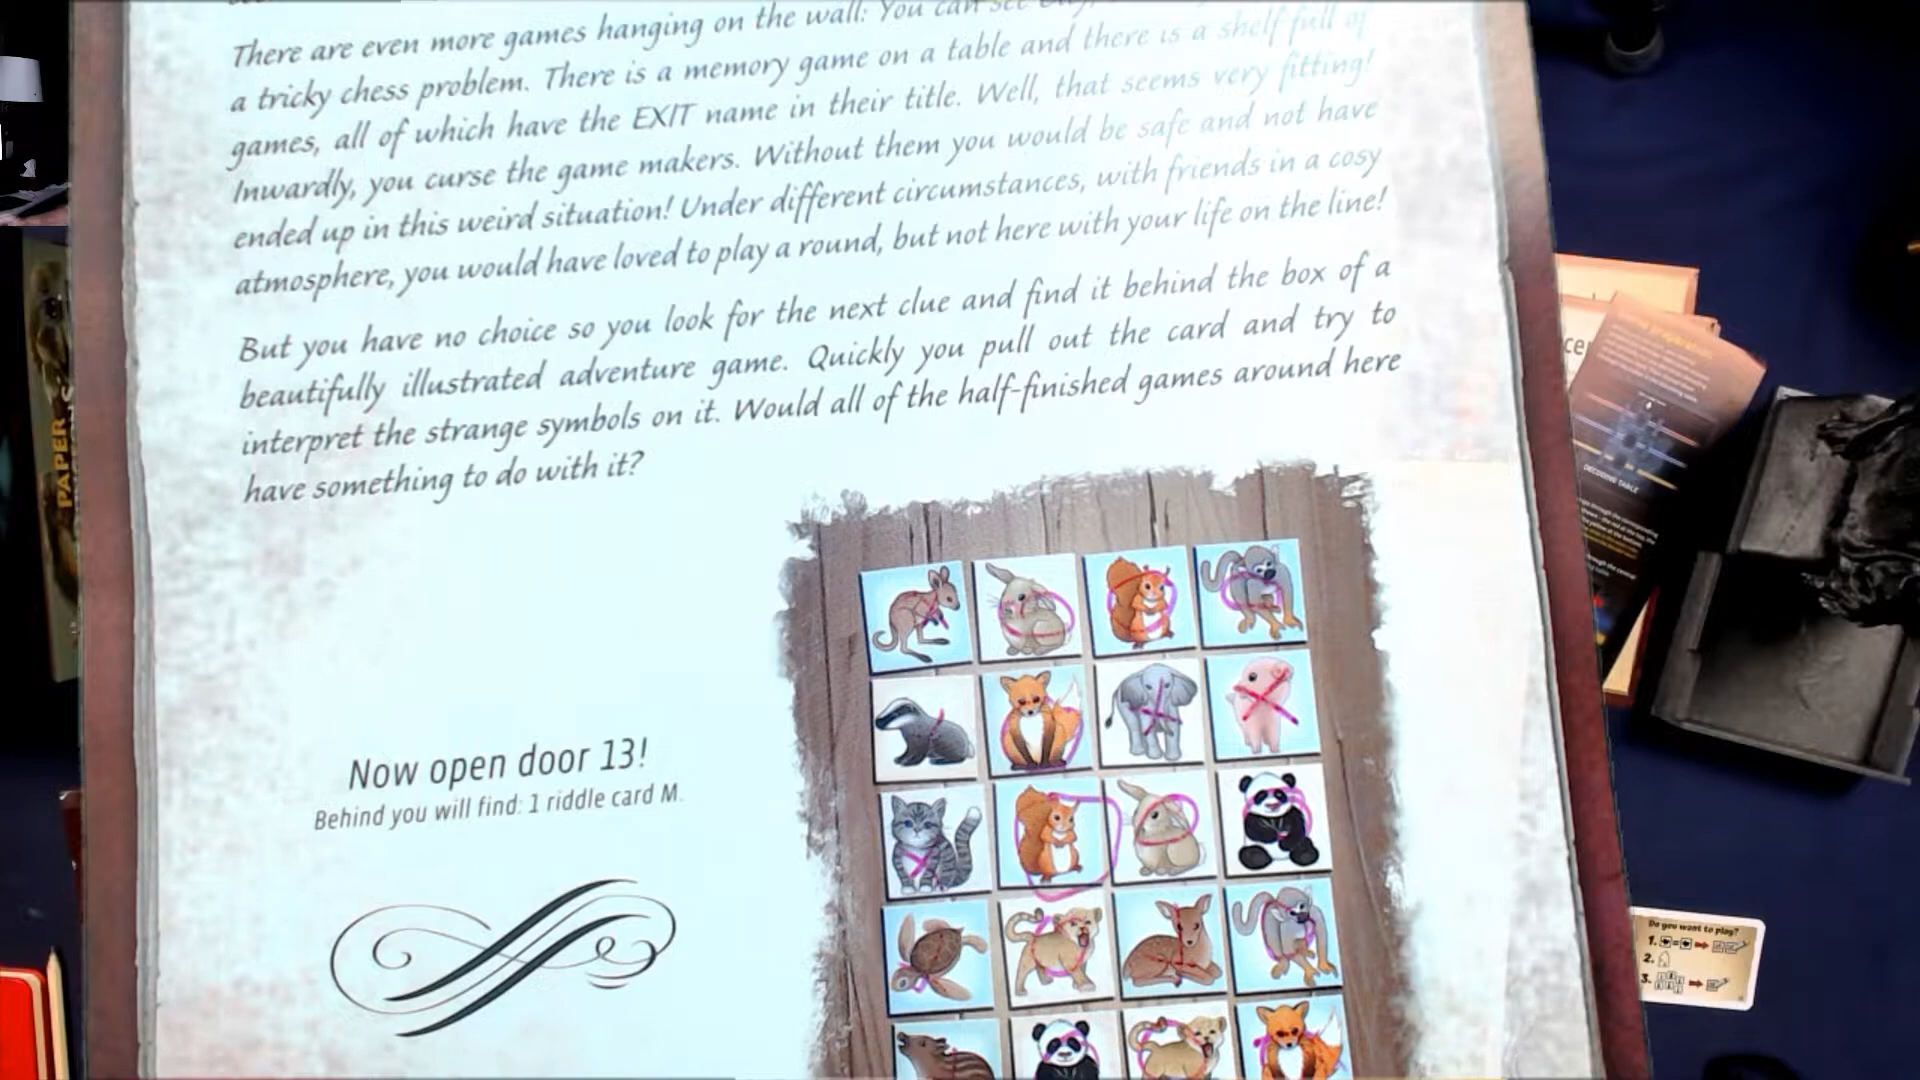 There are even more games hanging on the wall: You can see
a tricky chess problem. There is a memory game on a table and there is a shelf full of
games, all of which have the EXIT name in their title. Well, that seems very fitting!
Inwardly, you curse the game makers. Without them you would be safe and not have
ended up in this weird situation! Under different circumstances, with friends in a cosy
atmosphere, you would have loved to play a round, but not here with your life on the line!
But you have no choice so you look for the next clue and find it behind the box of a
beautifully illustrated adventure game. Quickly you pull out the card and try to
interpret the strange symbols on it. Would all of the half-finished games around here
have something to do with it?
Now open door 13!
Behind you will find: 1 riddle card M.
PAPER
DECODING TABLE
Do you want to play?
1.
2.
3.